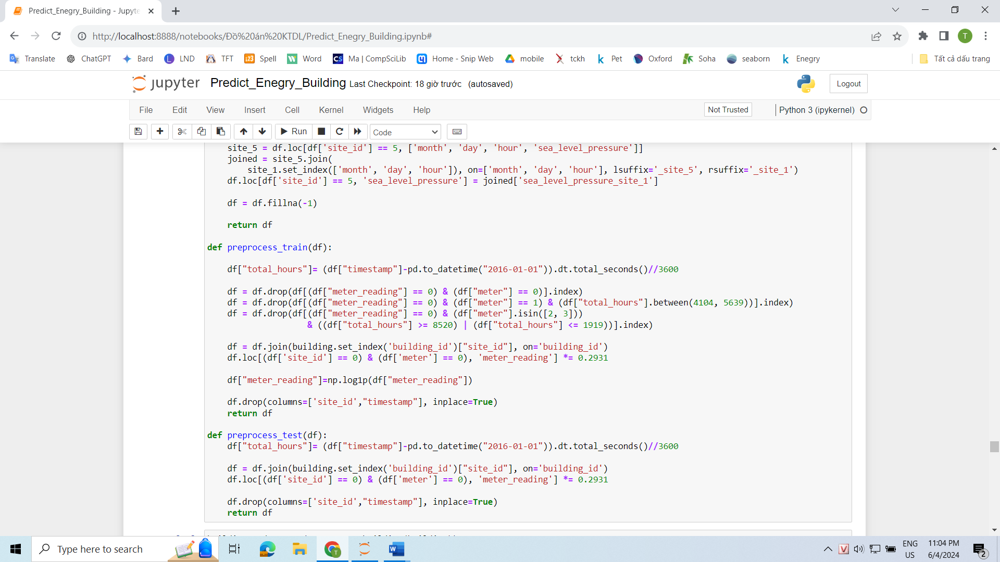 Predict_Enegry_Building - Jupyte
http://localhost:8888/notebooks/Đồ%20án%20KTDL/Predict_Enegry_Building.ipynb#
T
Translate ChatGPT Bard LND TFT Spell Word Ma | CompSciLib Home - Snip Web mobile tckh Pet Oxford Soha seaborn Enegry Tất cả dấu trang
jupyter Predict_Enegry_Building Last Checkpoint: 18 giờ trước (autosaved) Logout
File Edit View Insert Cell Kernel Widgets Help Not Trusted Python 3 (ipykernel)
Run Code
site_5 = df.loc[df['site_id'] == 5, ['month', 'day', 'hour', 'sea_level_pressure']]
joined = site_5.join(
site_1.set_index(['month', 'day', 'hour']), on=['month', 'day', 'hour'], lsuffix='_site_5', rsuffix='_site_1')
df.loc[df['site_id'] == 5, 'sea_level_pressure'] = joined['sea_level_pressure_site_1']
df = df.fillna(-1)
return df
def preprocess_train(df):
df["total_hours"]= (df["timestamp"]-pd.to_datetime("2016-01-01")).dt.total_seconds()//3600
df = df.drop(df[(df["meter_reading"] == 0) & (df["meter"] == 0)].index)
df = df.drop(df[(df["meter_reading"] == 0) & (df["meter"] == 1) & (df["total_hours"].between(4104, 5639))].index)
df = df.drop(df[(df["meter_reading"] == 0) & (df["meter"].isin([2, 3]))
& ((df["total_hours"] >= 8520) | (df["total_hours"] <= 1919))].index)
df = df.join(building.set_index('building_id')["site_id"], on='building_id')
df.loc[(df['site_id'] == 0) & (df['meter'] == 0), 'meter_reading'] *= 0.2931
df["meter_reading"]=np.log1p(df["meter_reading"])
df.drop(columns=['site_id',"timestamp"], inplace=True)
return df
def preprocess_test(df):
df["total_hours"]= (df["timestamp"]-pd.to_datetime("2016-01-01")).dt.total_seconds()//3600
df = df.join(building.set_index('building_id')["site_id"], on='building_id')
df.loc[(df['site_id'] == 0) & (df['meter'] == 0), 'meter_reading'] *= 0.2931
df.drop(columns=['site_id',"timestamp"], inplace=True)
return df
Type here to search
ENG
US
11:04 PM
6/4/2024
2